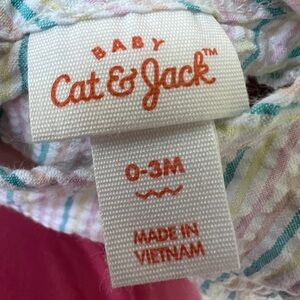 BABY
Cat & Jack™
0-3M
MADE IN
VIETNAM